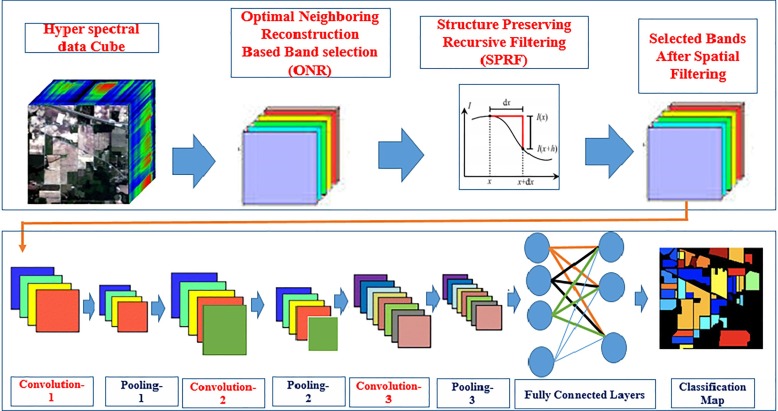 Hyper spectral
data Cube
Optimal Neighboring
Reconstruction
Based Band selection
(ONR)
Structure Preserving
Recursive Filtering
(SPRF)
Selected Bands
After Spatial
Filtering
dx
I
I(x)
I(x+h)
x
x+dx
Convolution-
1
Pooling-
1
Convolution-
2
Pooling-
2
Convolution-
3
Pooling-
3
Fully Connected Layers
Classification
Map